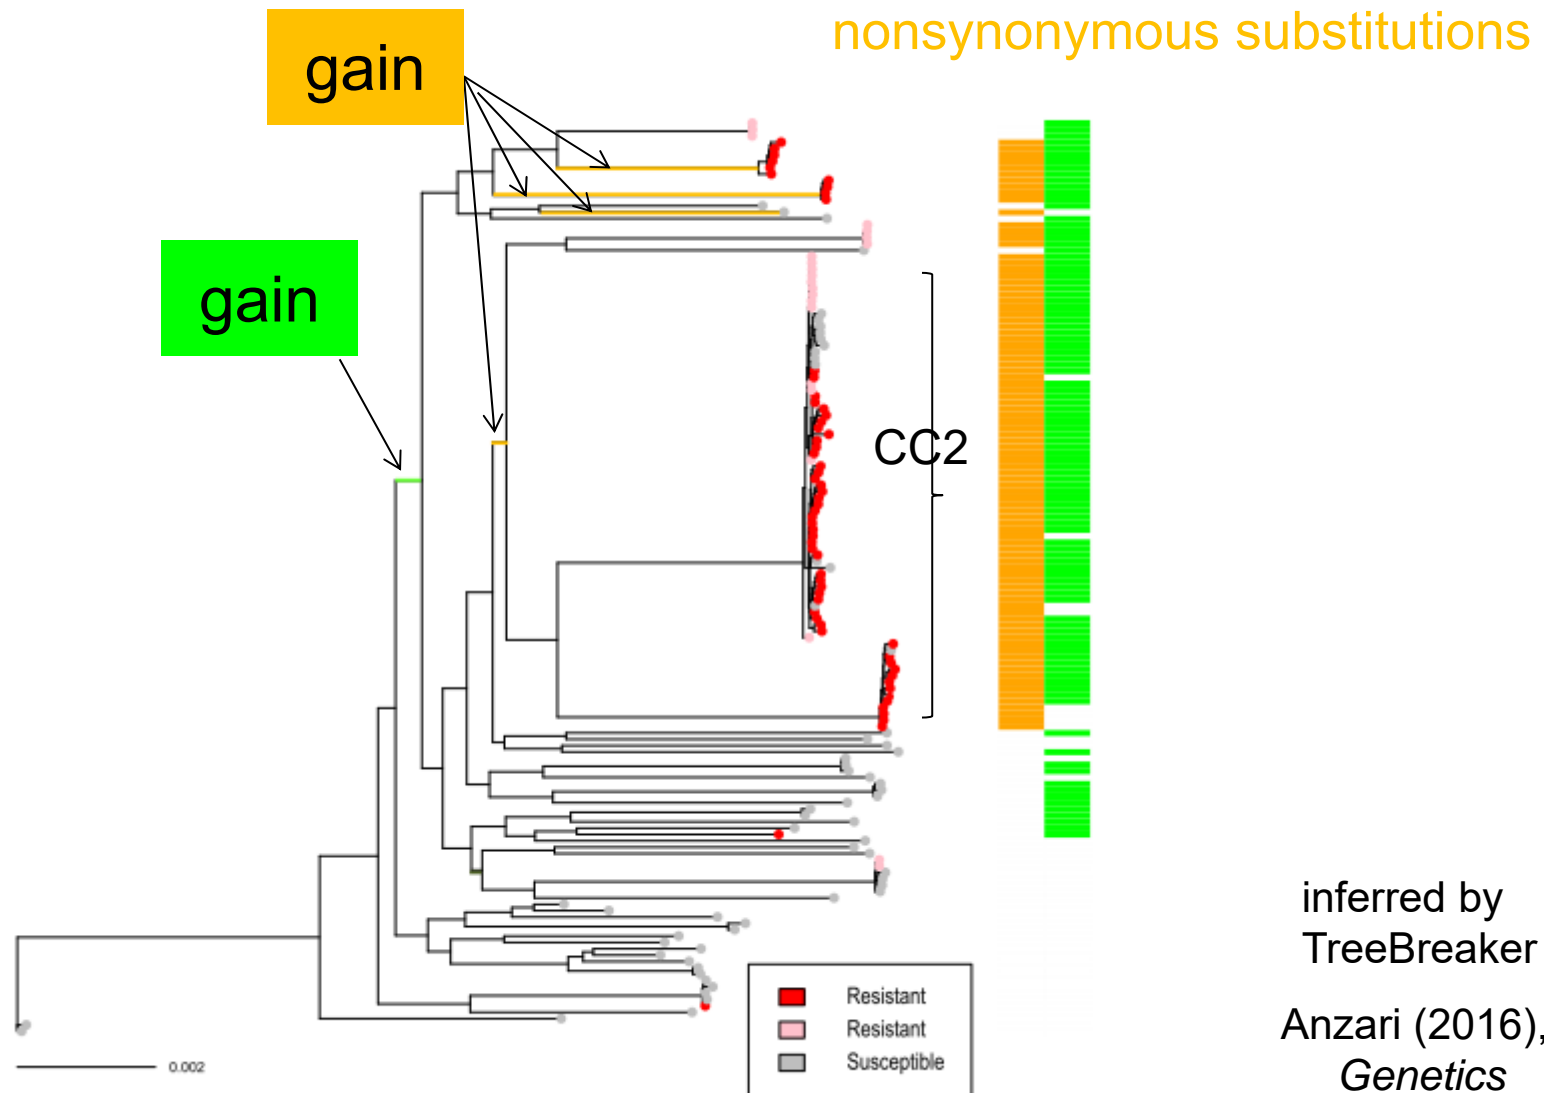 nonsynonymous substitutions
gain
gain
CC2
inferred by
TreeBreaker
Anzari (2016),
Genetics
Resistant
Resistant
Susceptible
0.002